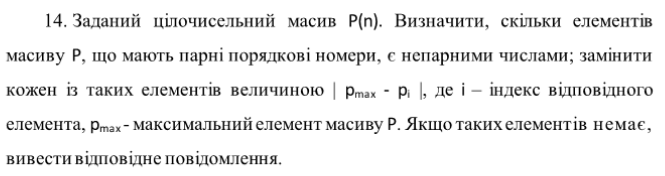 14. Заданий цілочисельний масив P(n). Визначити, скільки елементів
масиву P, що мають парні порядкові номери, є непарними числами; замінити
кожен із таких елементів величиною | pmax - pi |, де i – індекс відповідного
елемента, pmax - максимальний елемент масиву P. Якщо таких елементів немає,
вивести відповідне повідомлення.